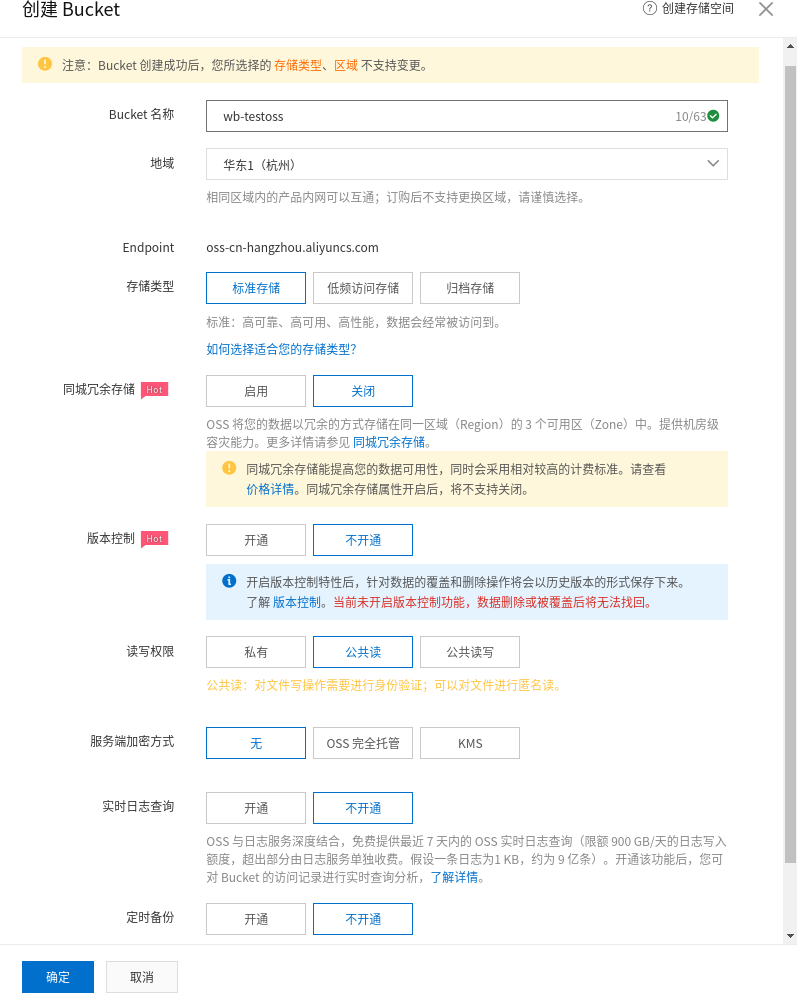 创建 Bucket
创建存储空间
注意：Bucket 创建成功后，您所选择的 存储类型、区域 不支持变更。
Bucket 名称
wb-testoss
10/63
地域
华东1（杭州）
相同区域内的产品内网可以互通；订购后不支持更换区域，请谨慎选择。
Endpoint
oss-cn-hangzhou.aliyuncs.com
存储类型
标准存储
低频访问存储
归档存储
标准：高可靠、高可用、高性能，数据会经常被访问到。
如何选择适合您的存储类型？
同城冗余存储
Hot
启用
关闭
OSS 将您的数据以冗余的方式存储在同一区域（Region）的 3 个可用区（Zone）中。提供机房级
容灾能力。更多详情请参见 同城冗余存储。
同城冗余存储能提高您的数据可用性，同时会采用相对较高的计费标准。请查看
价格详情。同城冗余存储属性开启后，将不支持关闭。
版本控制
Hot
开通
不开通
开启版本控制特性后，针对数据的覆盖和删除操作将会以历史版本的形式保存下来。
了解 版本控制。当前未开启版本控制功能，数据删除或被覆盖后将无法找回。
读写权限
私有
公共读
公共读写
公共读：对文件写操作需要进行身份验证；可以对文件进行匿名读。
服务端加密方式
无
OSS 完全托管
KMS
实时日志查询
开通
不开通
OSS 与日志服务深度结合，免费提供最近 7 天内的 OSS 实时日志查询（限额 900 GB/天的日志写入
额度，超出部分由日志服务单独收费。假设一条日志为1 KB，约为 9 亿条）。开通该功能后，您可
对 Bucket 的访问记录进行实时查询分析，了解详情。
定时备份
开通
不开通
确定
取消